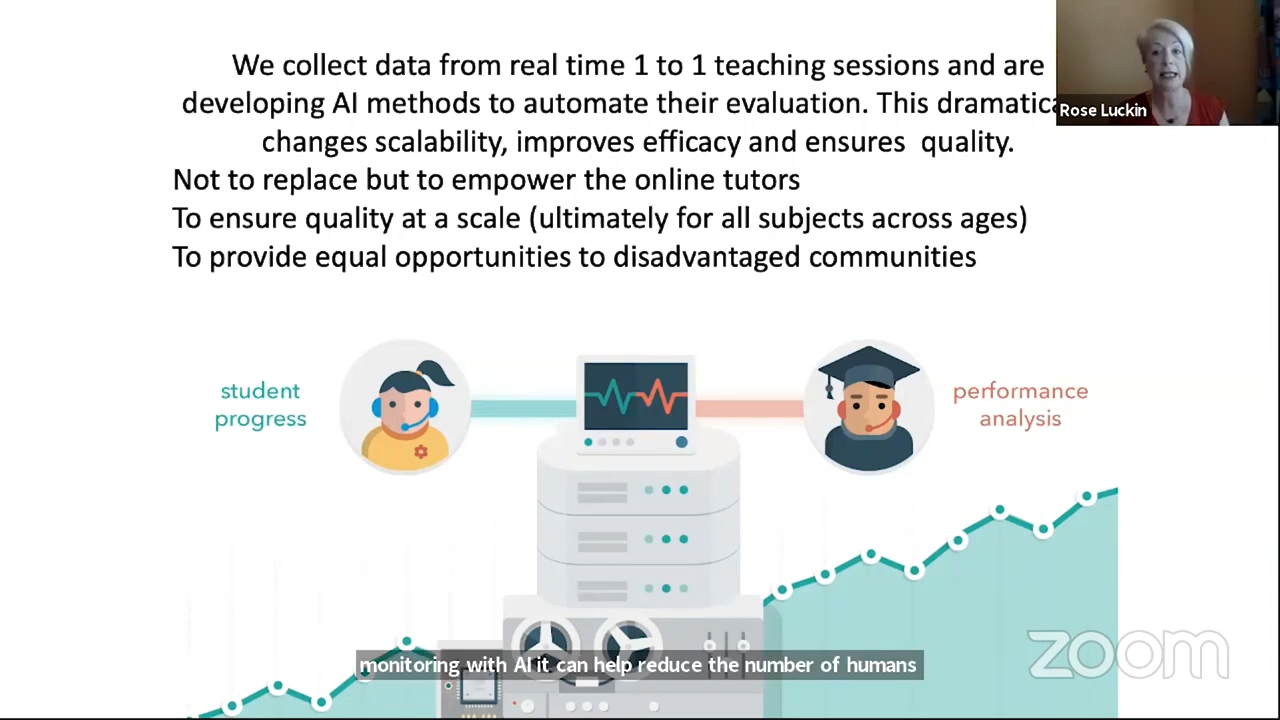 We collect data from real time 1 to 1 teaching sessions and are
developing AI methods to automate their evaluation. This dramatica
changes scalability, improves efficacy and ensures quality.
Not to replace but to empower the online tutors
To ensure quality at a scale (ultimately for all subjects across ages)
To provide equal opportunities to disadvantaged communities
Rose Luckin
student
progress
performance
analysis
monitoring with AI it can help reduce the number of humans
zoom